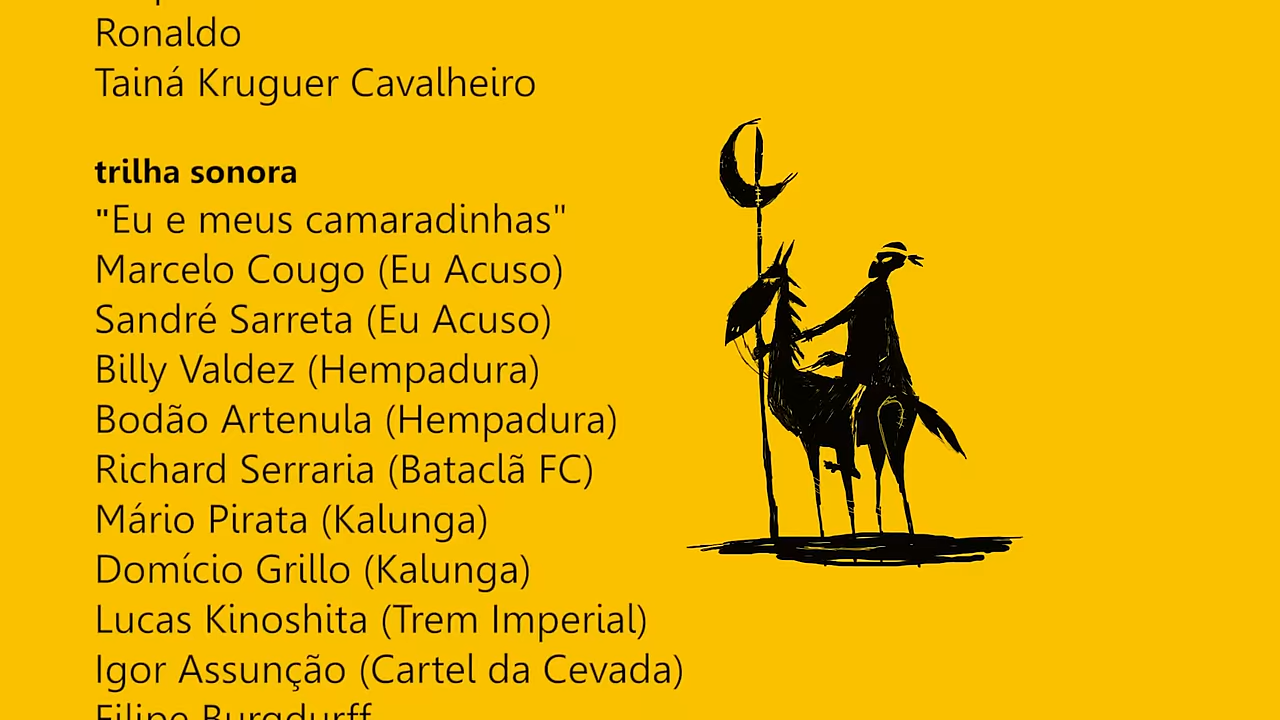 Ronaldo
Tainá Kruguer Cavalheiro
trilha sonora
"Eu e meus camaradinhas"
Marcelo Cougo (Eu Acuso)
Sandré Sarreta (Eu Acuso)
Billy Valdez (Hempadura)
Bodão Artenula (Hempadura)
Richard Serraria (Bataclã FC)
Mário Pirata (Kalunga)
Domício Grillo (Kalunga)
Lucas Kinoshita (Trem Imperial)
Igor Assunção (Cartel da Cevada)
Filipe Burgdurff